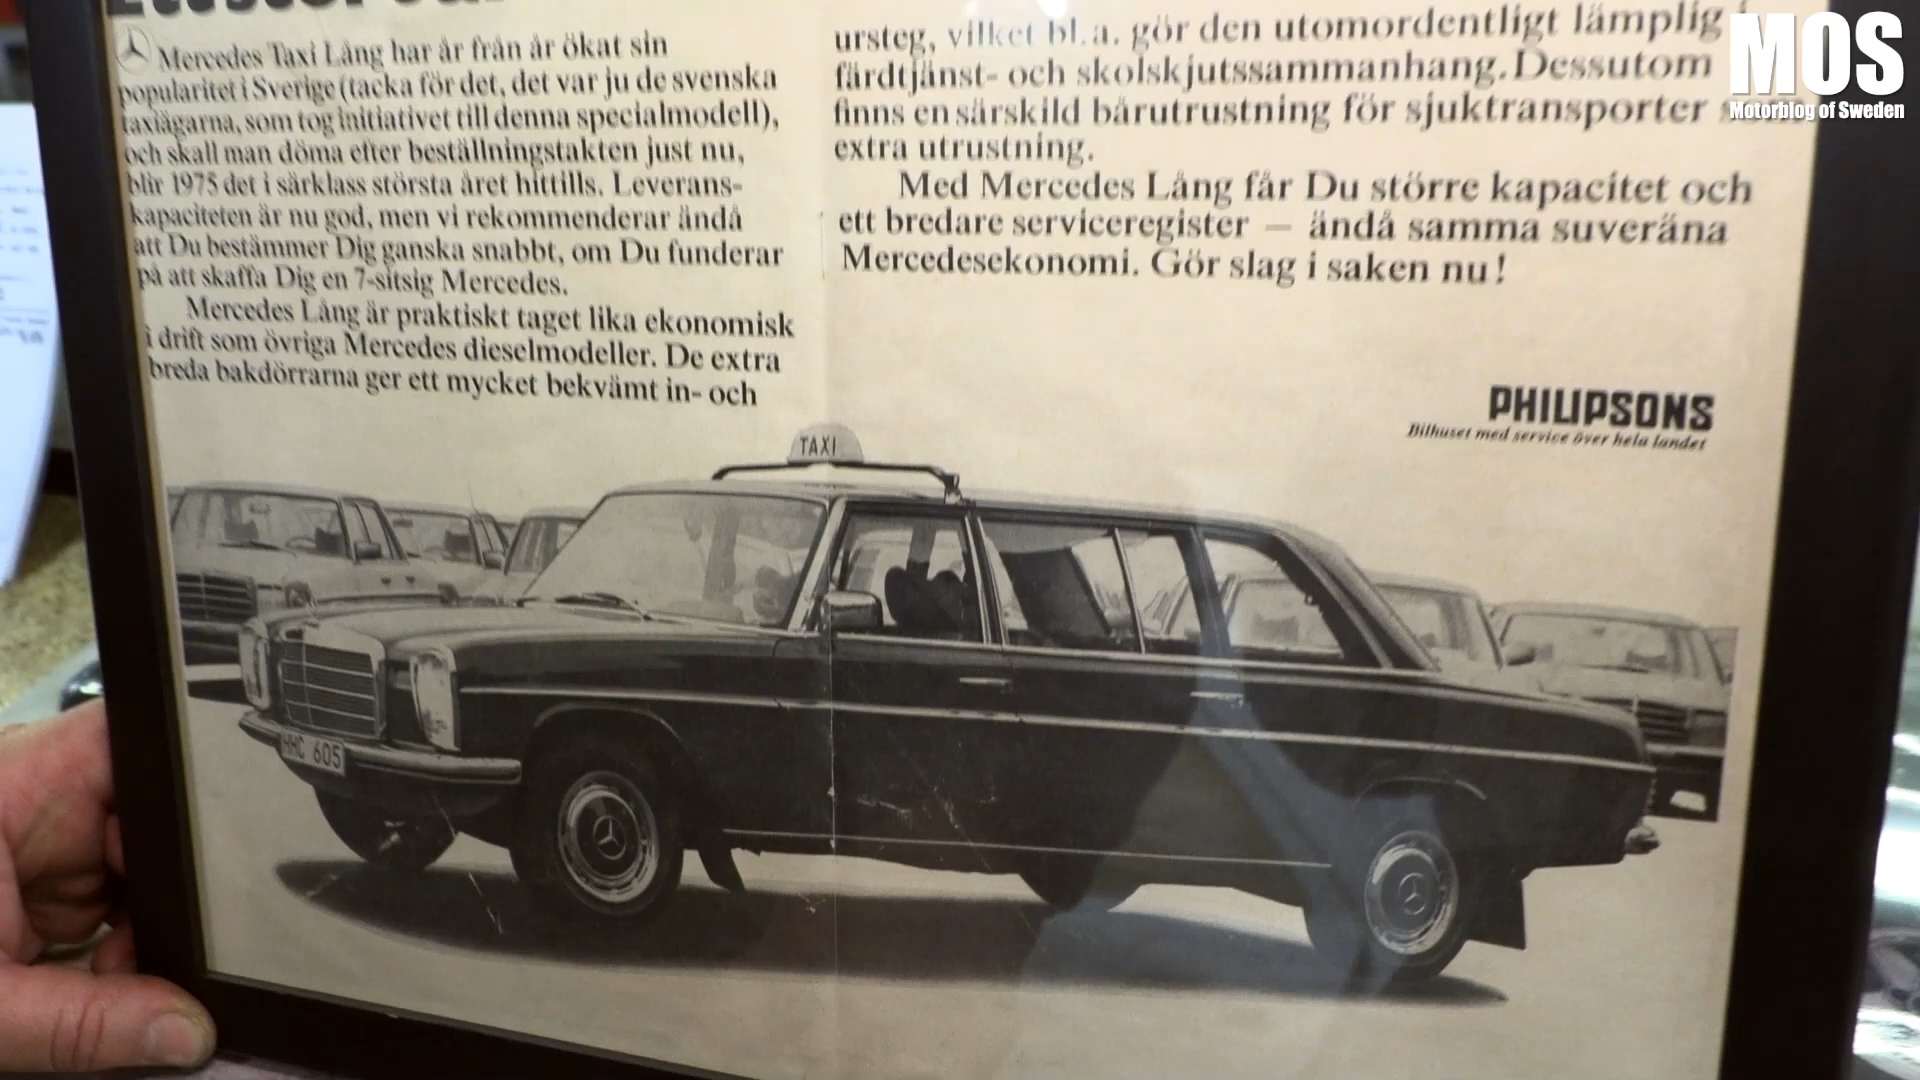 Mercedes Taxi Lång har år från år ökat sin
popularitet i Sverige (tacka för det, det var ju de svenska
taxiägarna, som tog initiativet till denna specialmodell),
och skall man döma efter beställningstakten just nu,
blir 1975 det i särklass största året hittills. Leverans-
kapaciteten är nu god, men vi rekommenderar ändå
att Du bestämmer Dig ganska snabbt, om Du funderar
på att skaffa Dig en 7-sitsig Mercedes.
Mercedes Lång är praktiskt taget lika ekonomisk
i drift som övriga Mercedes dieselmodeller. De extra
breda bakdörrarna ger ett mycket bekvämt in- och
ursteg, vilket bl.a. gör den utomordentligt lämplig i
färdtjänst- och skolskjutssammanhang. Dessutom
finns en särskild bårutrustning för sjuktransporter
extra utrustning.
Med Mercedes Lång får Du större kapacitet och
ett bredare serviceregister – ändå samma suveräna
Mercedesekonomi. Gör slag i saken nu!
PHILIPSONS
Bilhuset med service över hela landet
TAXI
HHC 605
MOS
Motorblog of Sweden